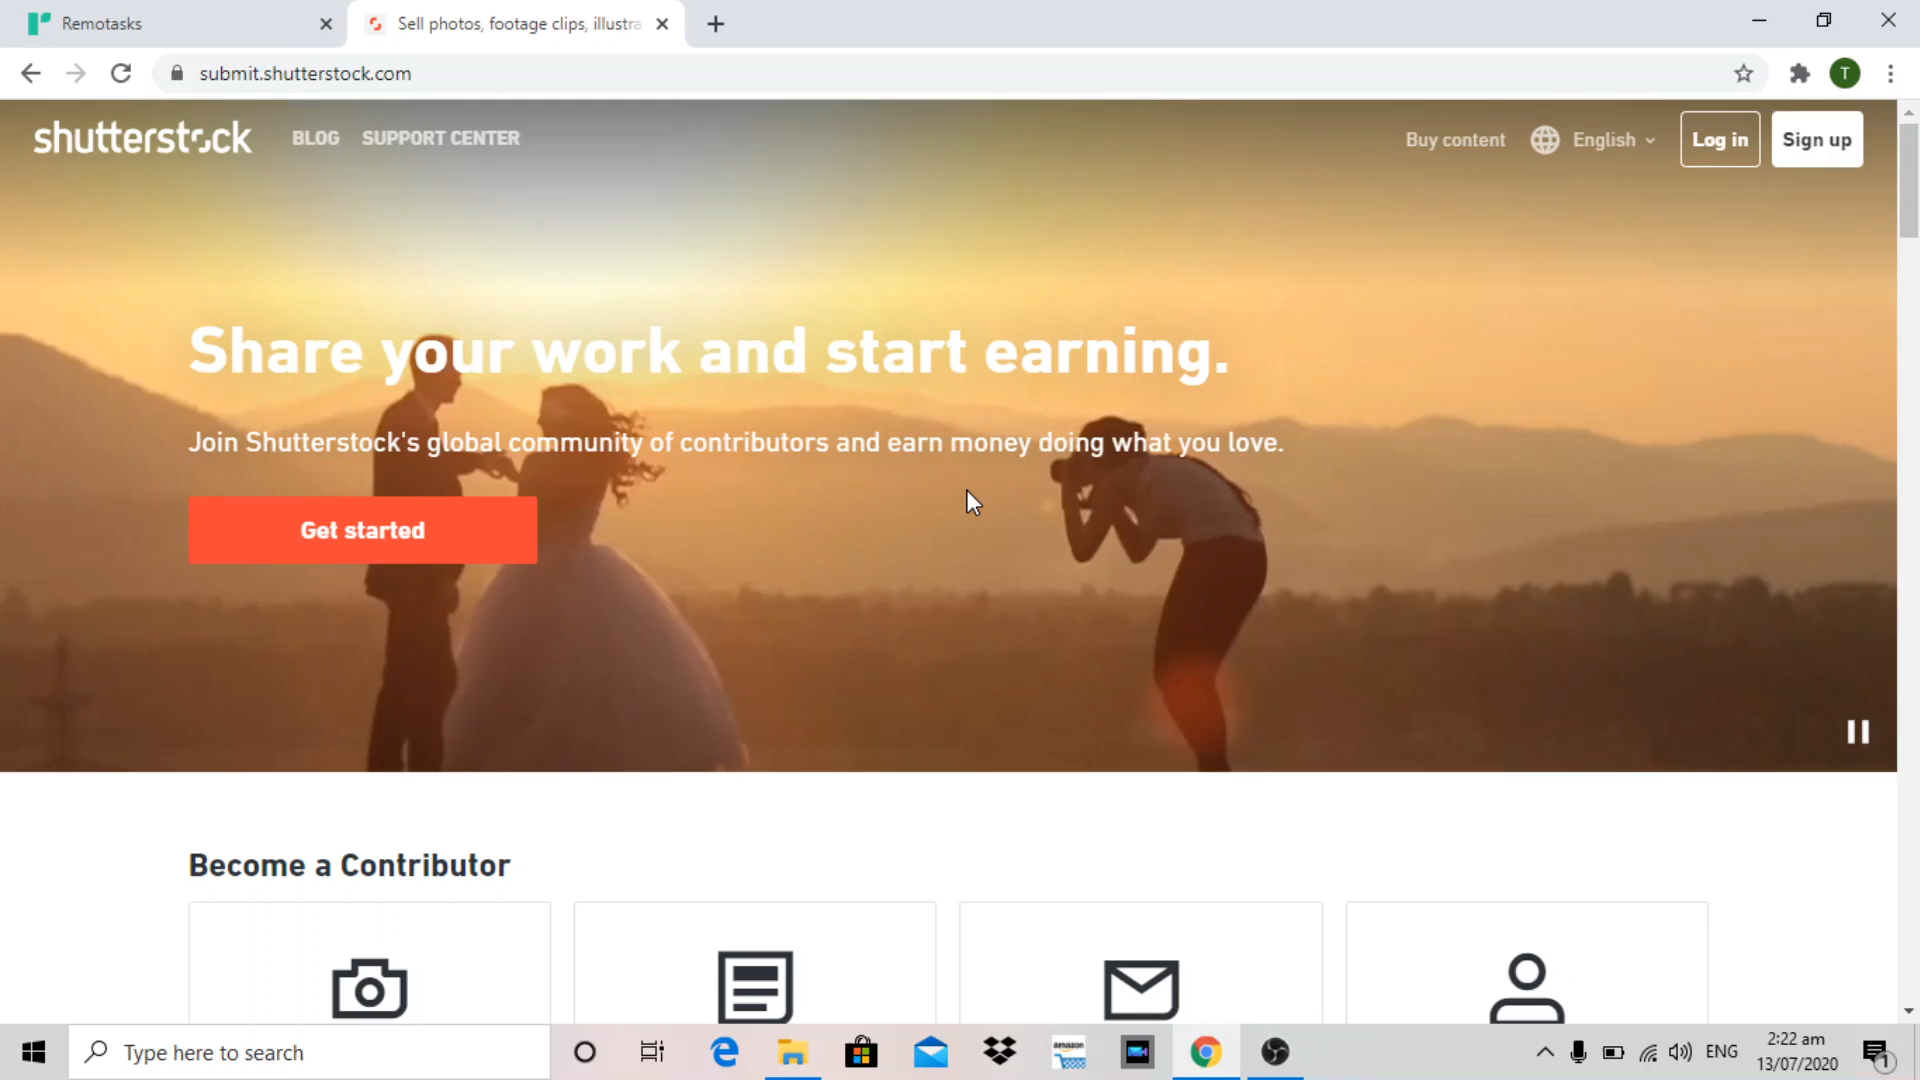 Remotasks
Sell photos, footage clips, illustra
submit.shutterstock.com
T
shutterstock
BLOG
SUPPORT CENTER
Buy content
English
Log in
Sign up
Share your work and start earning.
Join Shutterstock's global community of contributors and earn money doing what you love.
Get started
Become a Contributor
Type here to search
amazon
ENG
2:22 am
13/07/2020
1